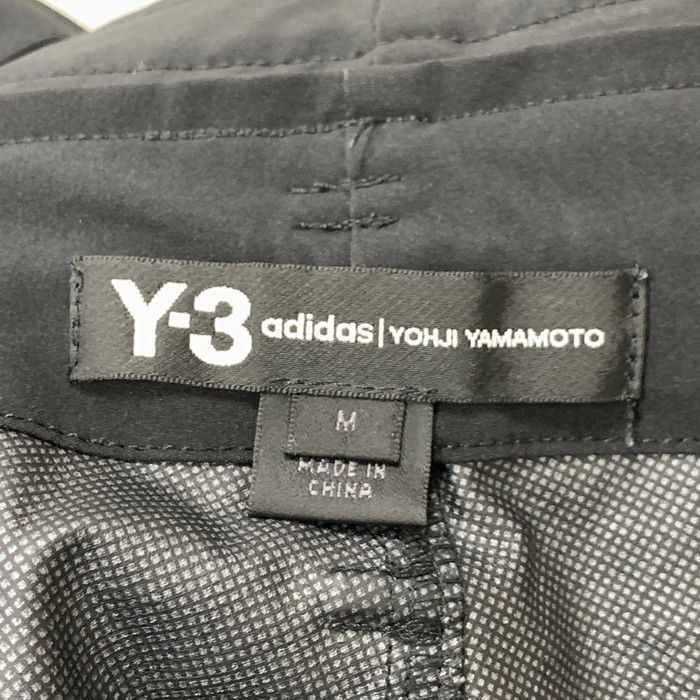 Y-3 adidas | YOHJI YAMAMOTO
M
MADE IN
CHINA